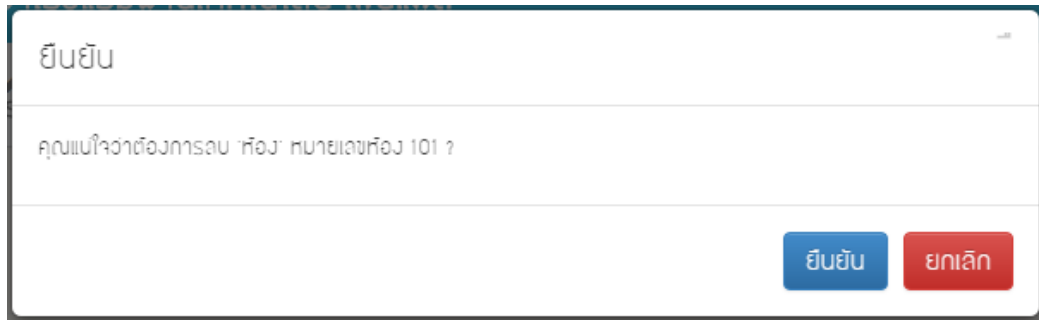 ยืนยัน
คุณแน่ใจว่าต้องการลบ 'ห้อง' หมายเลขห้อง 101 ?
ยืนยัน
ยกเลิก